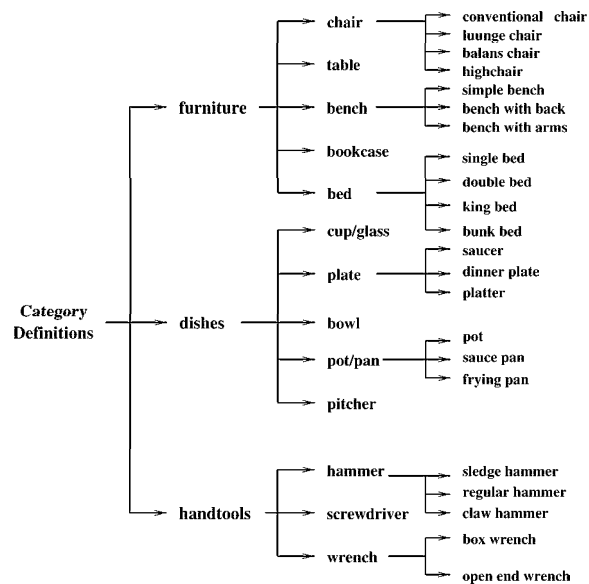 Category
Definitions
furniture
chair
conventional chair
luunge chair
balans chair
highchair
table
bench
simple bench
bench with back
bench with arms
bookcase
bed
single bed
double bed
king bed
bunk bed
dishes
cup/glass
plate
saucer
dinner plate
platter
bowl
pot/pan
pot
sauce pan
frying pan
pitcher
handtools
hammer
sledge hammer
regular hammer
claw hammer
screwdriver
wrench
box wrench
open end wrench